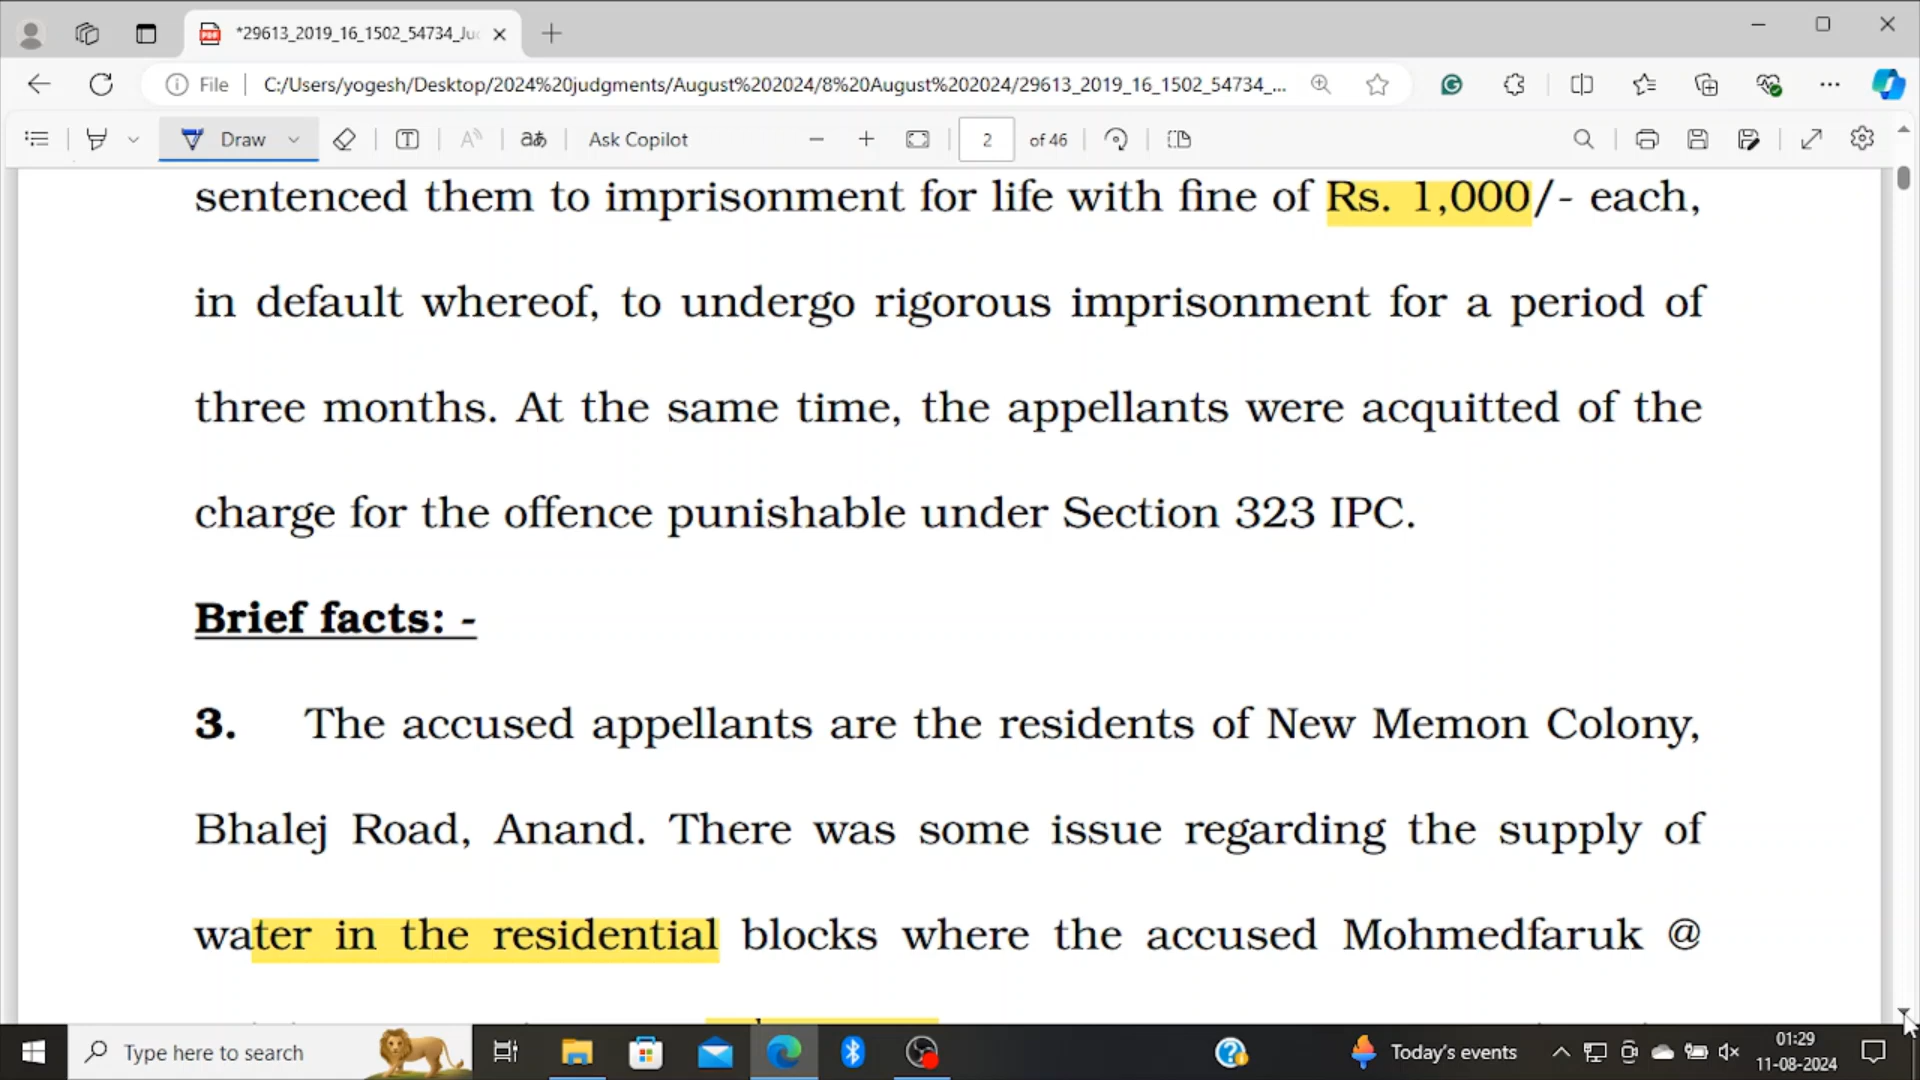 *29613_2019_16_1502_54734_Ju
File
C:/Users/yogesh/Desktop/2024%20judgments/August%202024/8%20August%202024/29613_2019_16_1502_54734_...
Draw
Ask Copilot
2 of 46
sentenced them to imprisonment for life with fine of Rs. 1,000/- each,
in default whereof, to undergo rigorous imprisonment for a period of
three months. At the same time, the appellants were acquitted of the
charge for the offence punishable under Section 323 IPC.
Brief facts: -
3. The accused appellants are the residents of New Memon Colony,
Bhalej Road, Anand. There was some issue regarding the supply of
water in the residential blocks where the accused Mohmedfaruk @
Type here to search
Today's events
01:29
11-08-2024